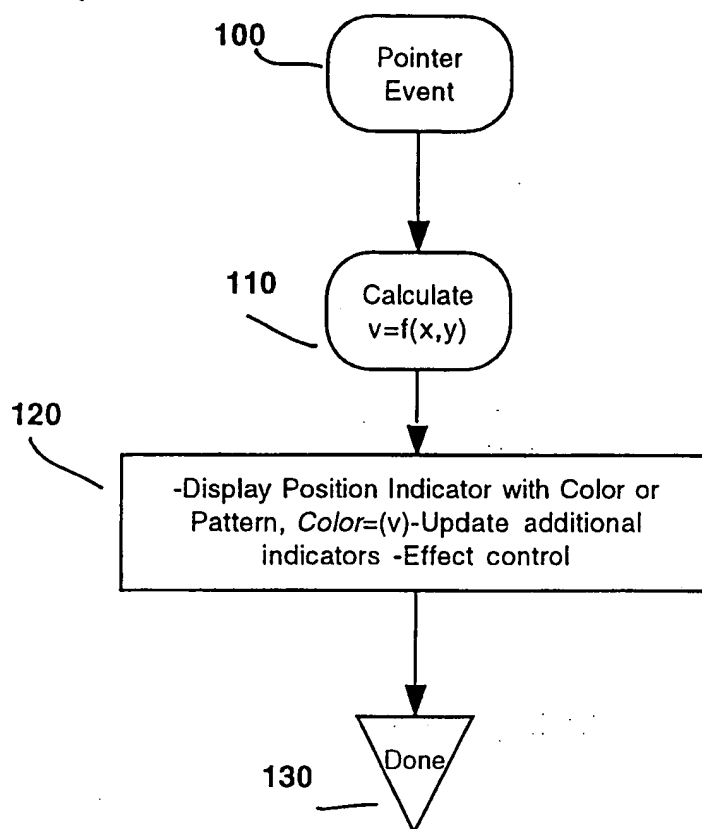 100
Pointer
Event
110
Calculate
v=f(x,y)
120
-Display Position Indicator with Color or
Pattern, Color=(v)-Update additional
indicators -Effect control
Done
130